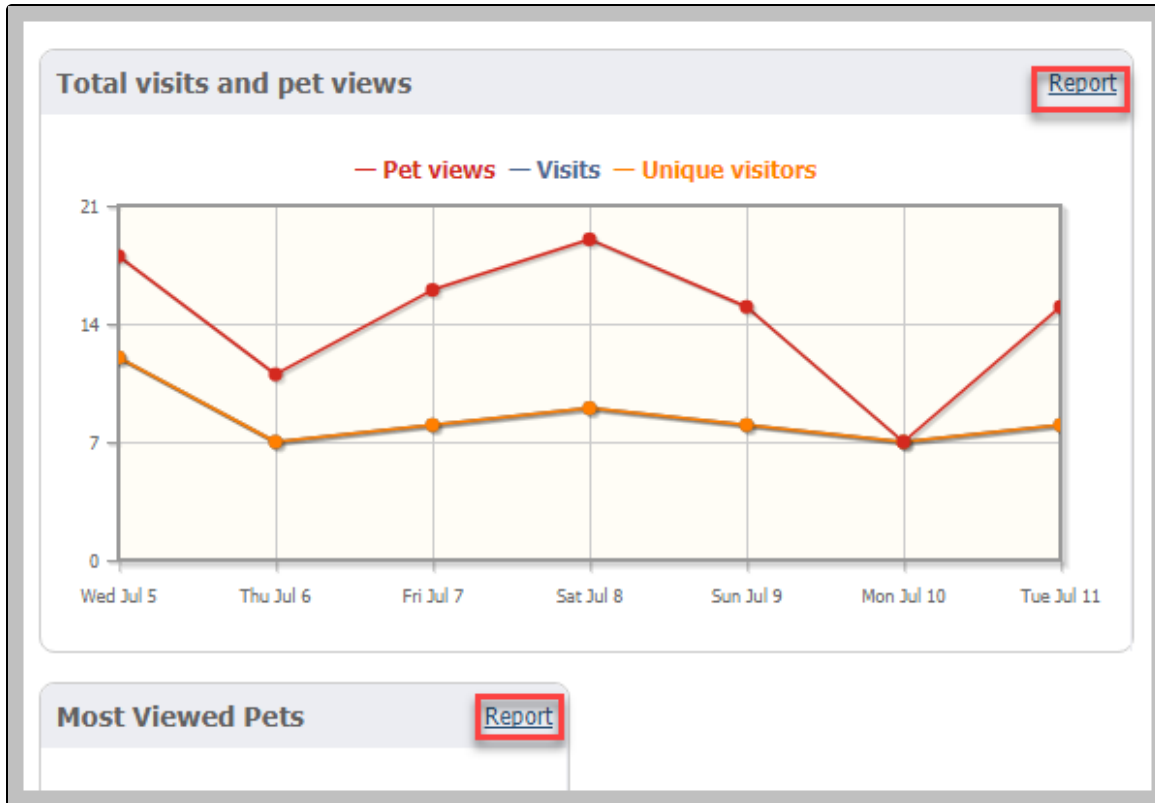 Total visits and pet views Report
— Pet views — Visits — Unique visitors
21
14
7
0
Wed Jul 5 Thu Jul 6 Fri Jul 7 Sat Jul 8 Sun Jul 9 Mon Jul 10 Tue Jul 11
Most Viewed Pets Report